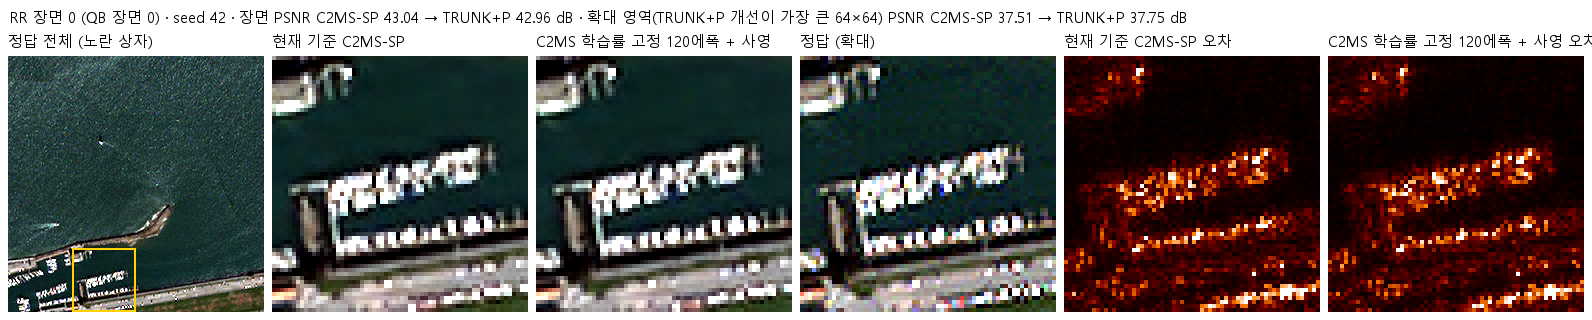 RR 장면 0 (QB 장면 0) · seed 42 · 장면 PSNR C2MS-SP 43.04 → TRUNK+P 42.96 dB · 확대 영역(TRUNK+P 개선이 가장 큰 64×64) PSNR C2MS-SP 37.51 → TRUNK+P 37.75 dB
정답 전체 (노란 상자)
현재 기준 C2MS-SP
C2MS 학습률 고정 120에폭 + 사영
정답 (확대)
현재 기준 C2MS-SP 오차
C2MS 학습률 고정 120에폭 + 사영 오차